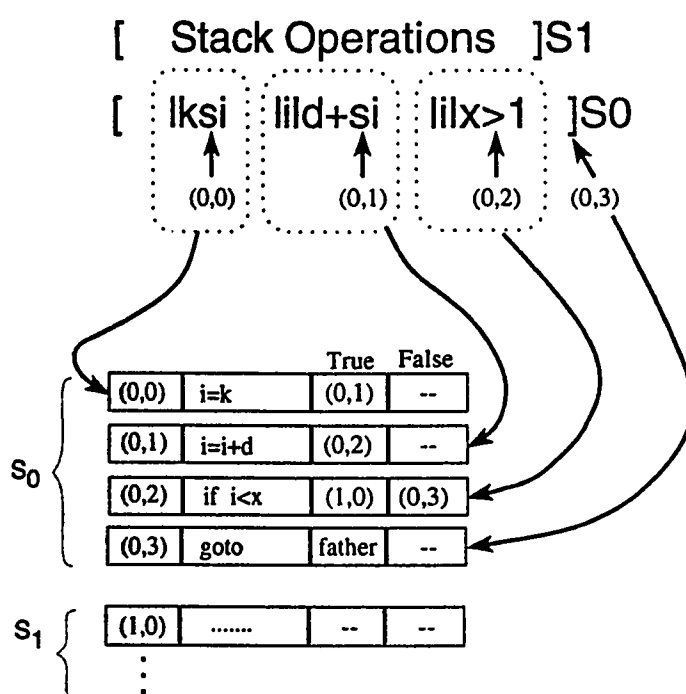 [ Stack Operations ]S1
[ lksi lild+si lilx>1 ]S0
(0,0) (0,1) (0,2) (0,3)
True False
(0,0) i=k (0,1) --
(0,1) i=i+d (0,2) --
S0
(0,2) if i<x (1,0) (0,3)
(0,3) goto father --
S1
(1,0) ....... -- --